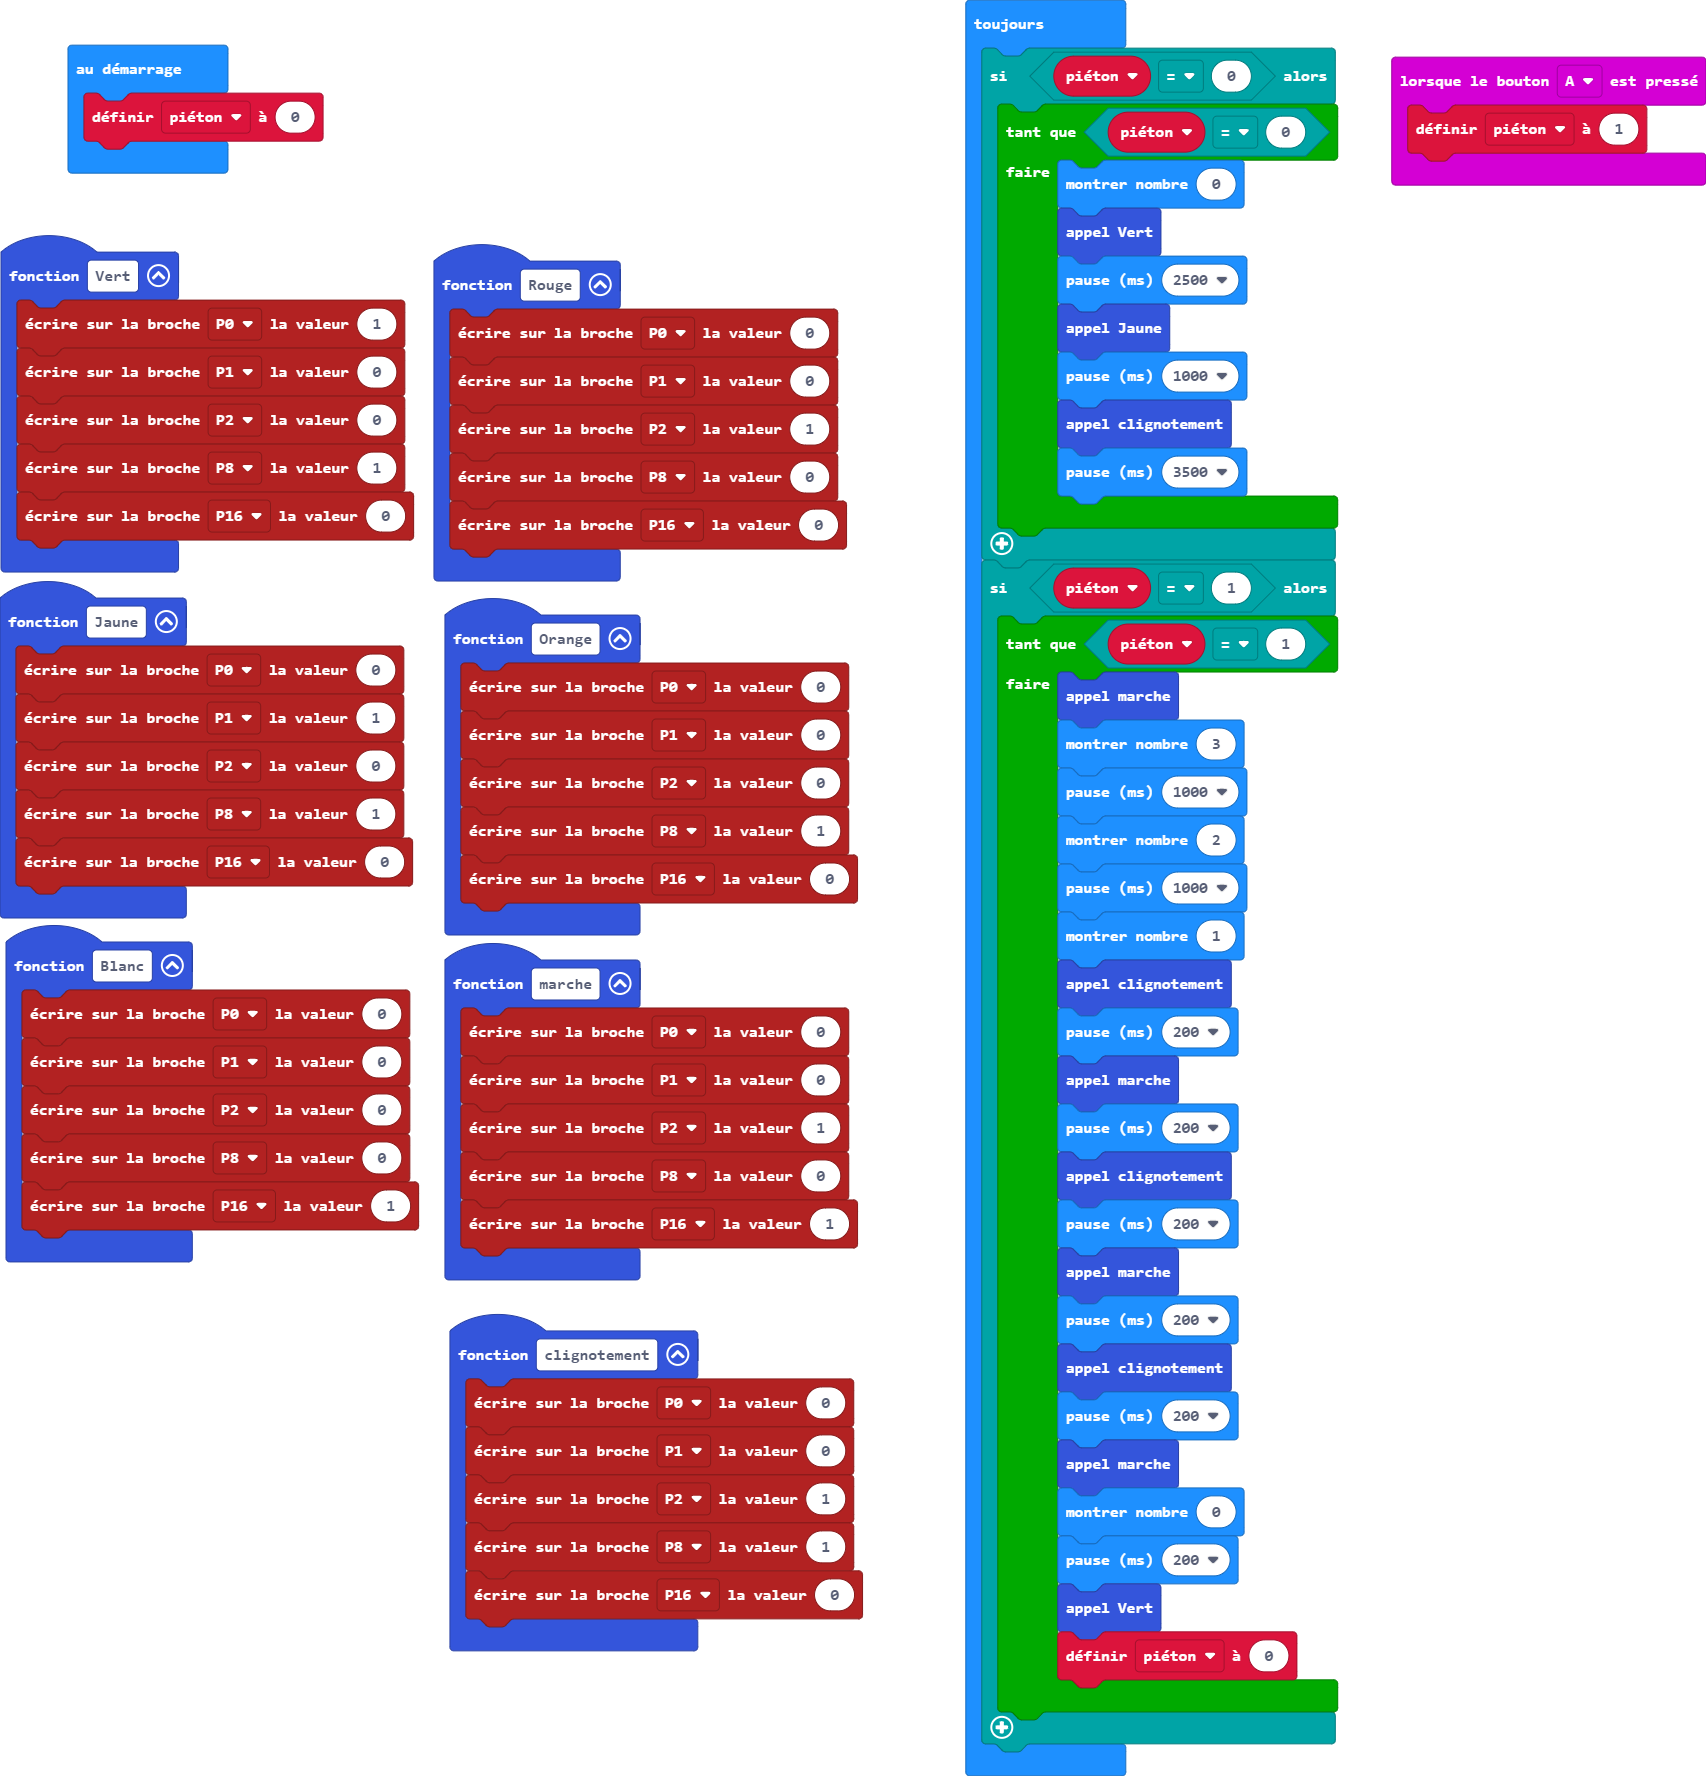 au démarrage
définir piéton à 0
fonction Vert
écrire sur la broche P0 la valeur 1
écrire sur la broche P1 la valeur 0
écrire sur la broche P2 la valeur 0
écrire sur la broche P8 la valeur 1
écrire sur la broche P16 la valeur 0
fonction Jaune
écrire sur la broche P0 la valeur 0
écrire sur la broche P1 la valeur 1
écrire sur la broche P2 la valeur 0
écrire sur la broche P8 la valeur 1
écrire sur la broche P16 la valeur 0
fonction Blanc
écrire sur la broche P0 la valeur 0
écrire sur la broche P1 la valeur 0
écrire sur la broche P2 la valeur 0
écrire sur la broche P8 la valeur 0
écrire sur la broche P16 la valeur 1
fonction Rouge
écrire sur la broche P0 la valeur 0
écrire sur la broche P1 la valeur 0
écrire sur la broche P2 la valeur 1
écrire sur la broche P8 la valeur 0
écrire sur la broche P16 la valeur 0
fonction Orange
écrire sur la broche P0 la valeur 0
écrire sur la broche P1 la valeur 0
écrire sur la broche P2 la valeur 0
écrire sur la broche P8 la valeur 1
écrire sur la broche P16 la valeur 0
fonction marche
écrire sur la broche P0 la valeur 0
écrire sur la broche P1 la valeur 0
écrire sur la broche P2 la valeur 1
écrire sur la broche P8 la valeur 0
écrire sur la broche P16 la valeur 1
fonction clignotement
écrire sur la broche P0 la valeur 0
écrire sur la broche P1 la valeur 0
écrire sur la broche P2 la valeur 1
écrire sur la broche P8 la valeur 1
écrire sur la broche P16 la valeur 0
toujours
si piéton = 0 alors
tant que piéton = 0
faire
montrer nombre 0
appel Vert
pause (ms) 2500
appel Jaune
pause (ms) 1000
appel clignotement
pause (ms) 3500
si piéton = 1 alors
tant que piéton = 1
faire
appel marche
montrer nombre 3
pause (ms) 1000
montrer nombre 2
pause (ms) 1000
montrer nombre 1
appel clignotement
pause (ms) 200
appel marche
pause (ms) 200
appel clignotement
pause (ms) 200
appel marche
pause (ms) 200
appel clignotement
pause (ms) 200
appel marche
montrer nombre 0
pause (ms) 200
appel Vert
définir piéton à 0
lorsque le bouton A est pressé
définir piéton à 1